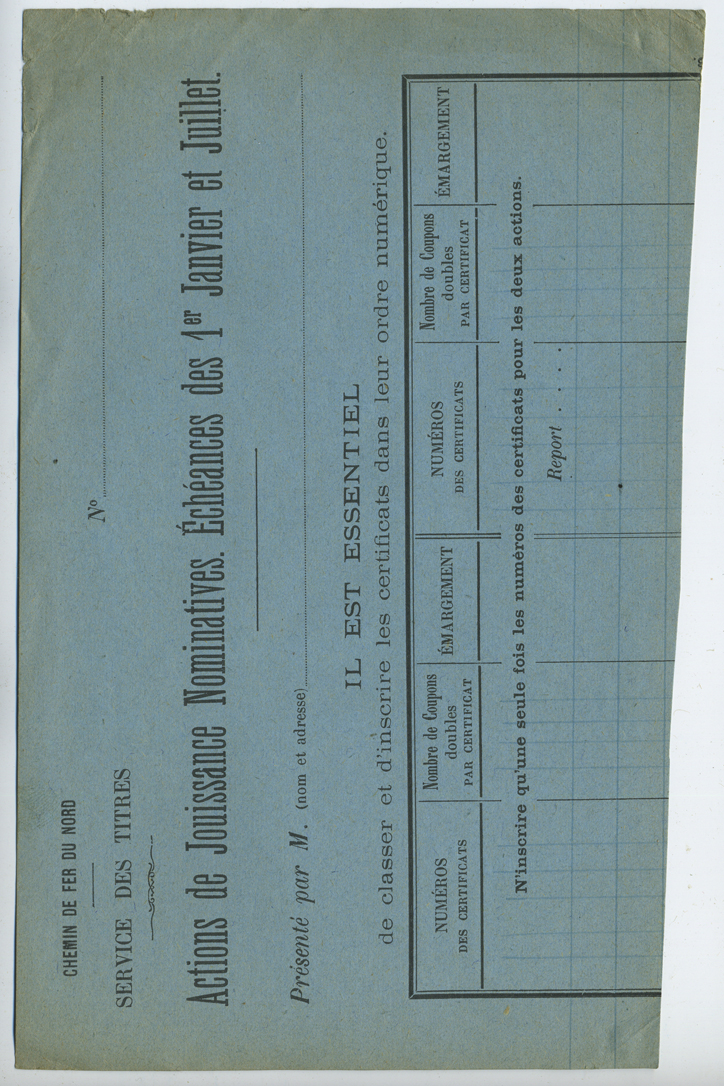 CHEMIN DE FER DU NORD
SERVICE DES TITRES
N°
Actions de Jouissance Nominatives. Échéances des 1er Janvier et Juillet.
Présenté par M. (nom et adresse)
IL EST ESSENTIEL
de classer et d'inscrire les certificats dans leur ordre numérique.
NUMÉROS
DES CERTIFICATS
Nombre de Coupons
doubles
PAR CERTIFICAT
ÉMARGEMENT
NUMÉROS
DES CERTIFICATS
Nombre de Coupons
doubles
PAR CERTIFICAT
ÉMARGEMENT
N'inscrire qu'une seule fois les numéros des certificats pour les deux actions.
Report . . . . .